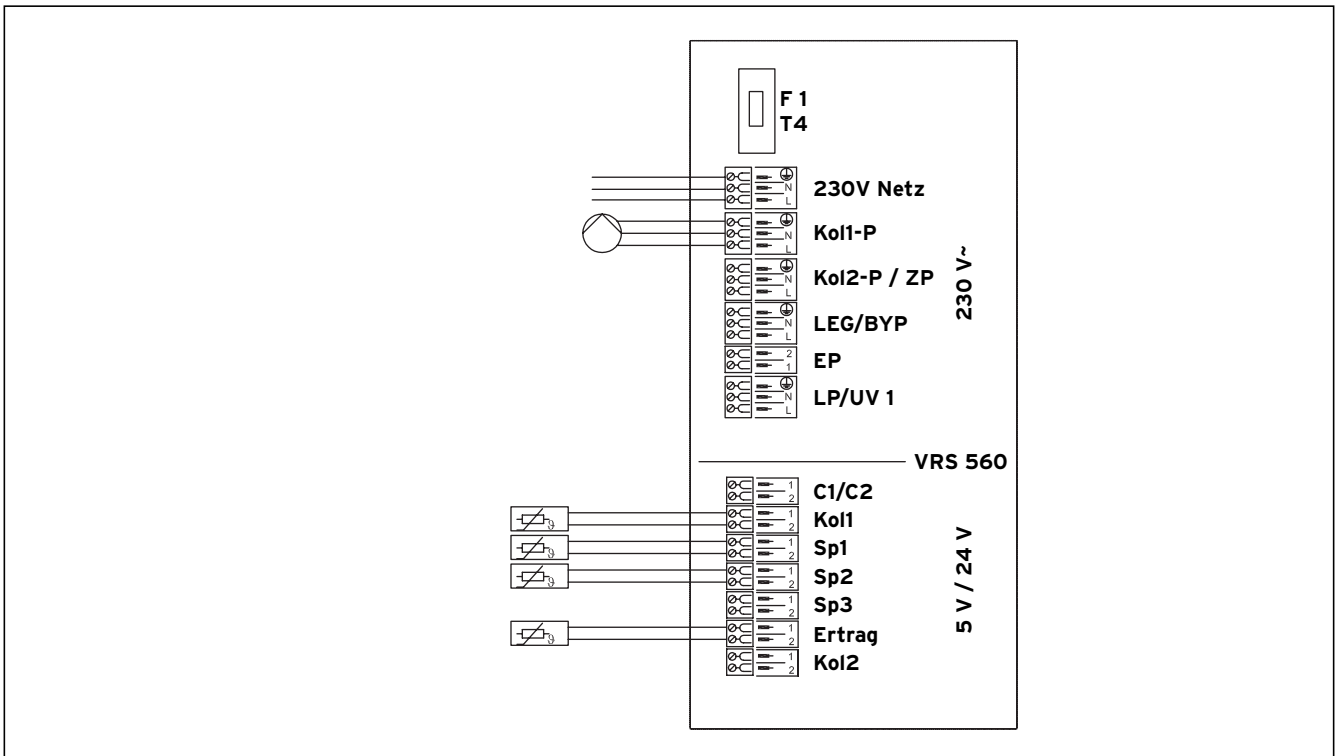 F 1
T4
⏚
N
L
230V Netz
⏚
N
L
Kol1-P
⏚
N
L
Kol2-P / ZP
⏚
N
L
LEG/BYP
2
1
EP
⏚
N
L
LP/UV 1
230 V~
VRS 560
1
2
C1/C2
ϑ
1
2
Kol1
ϑ
1
2
Sp1
ϑ
1
2
Sp2
1
2
Sp3
ϑ
1
2
Ertrag
1
2
Kol2
5 V / 24 V